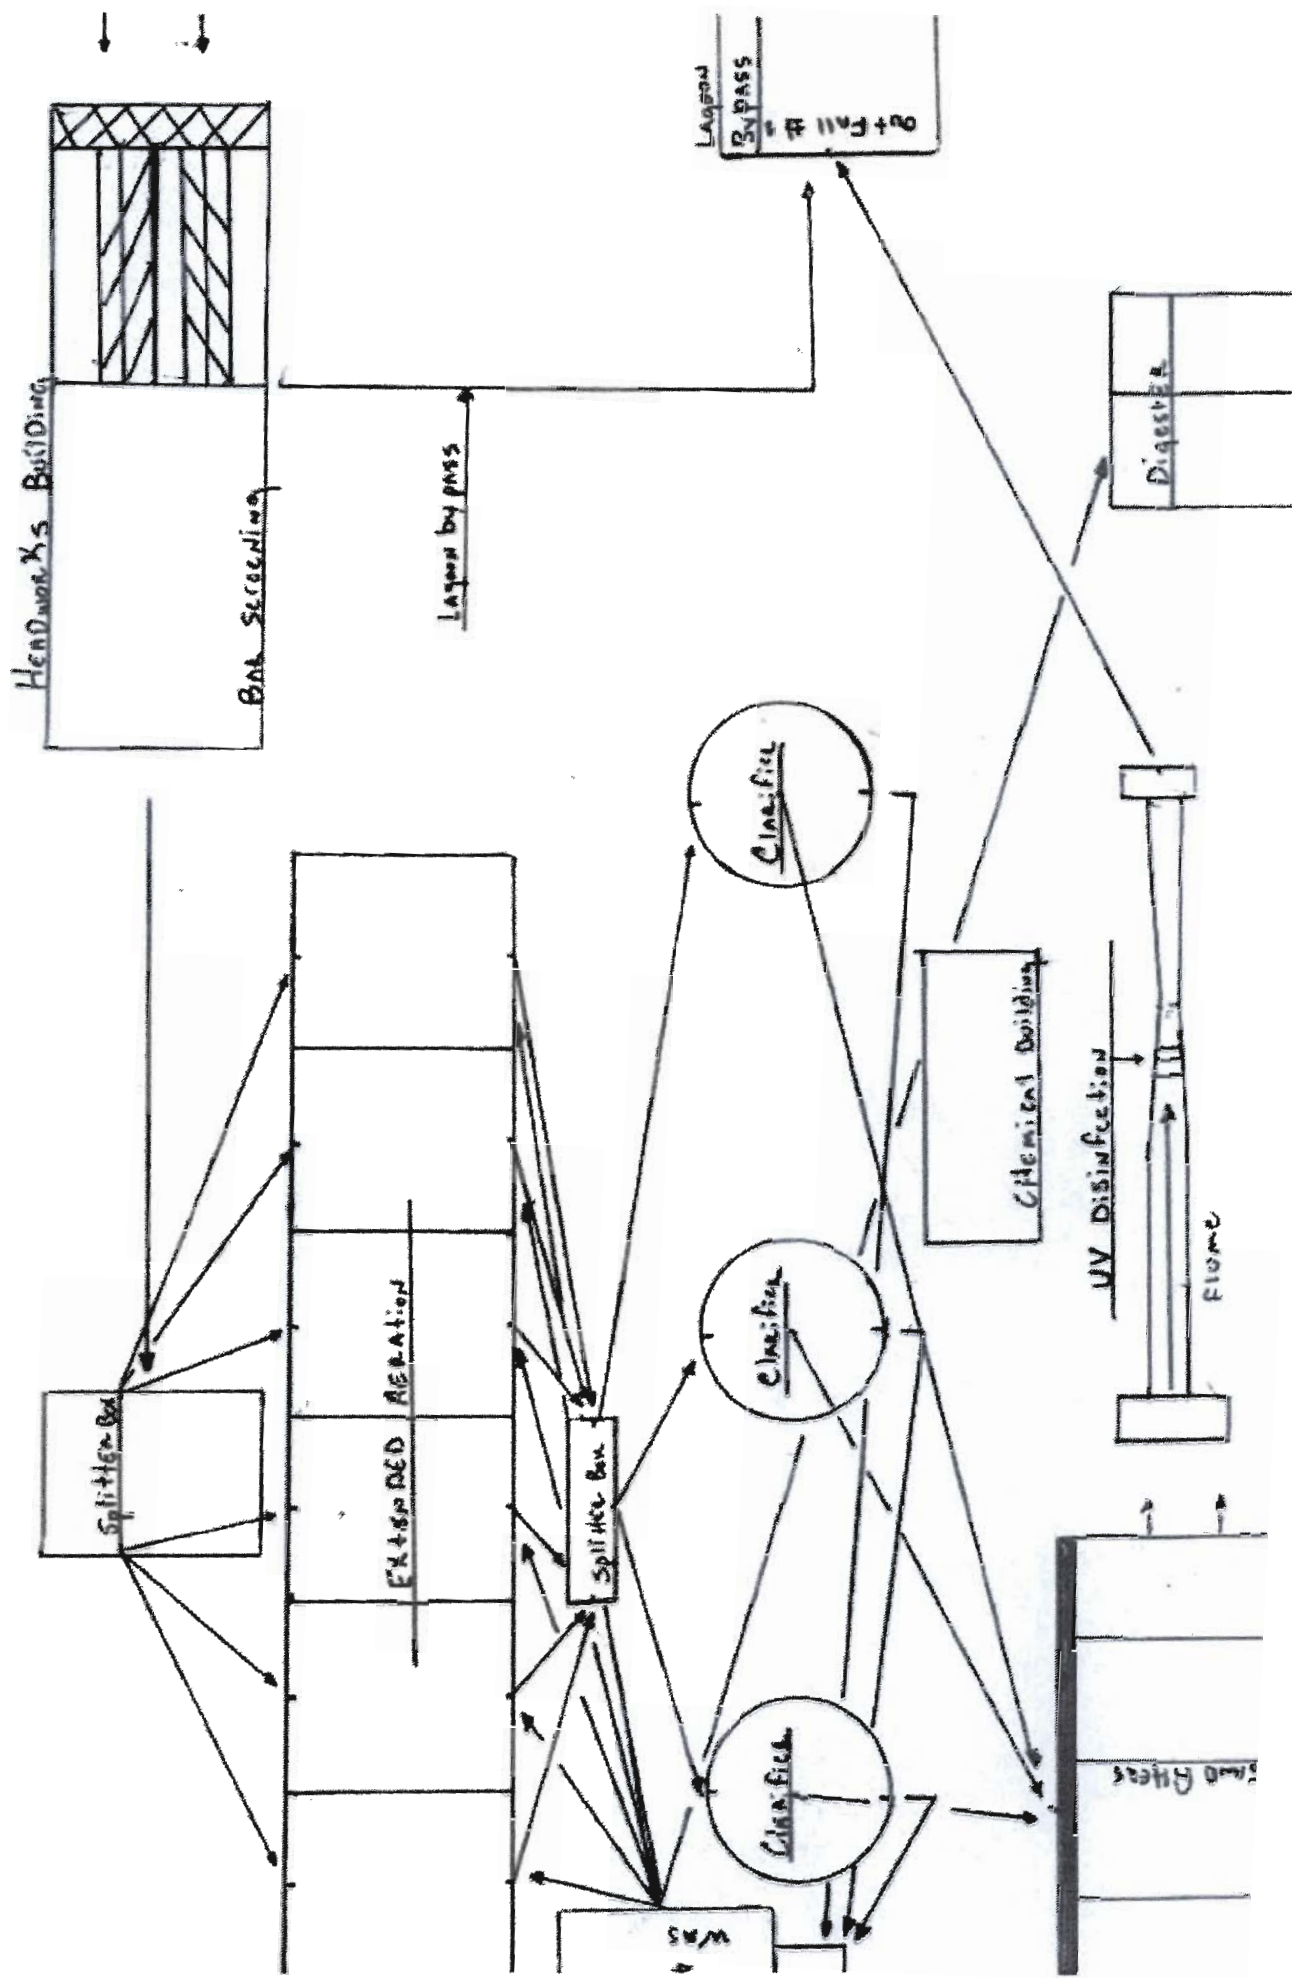 HeaDworKs BuilDing
BAR Screening
Lagoon by pass
Lagoon
Bypass
outFall # 1
Splitter Box
ExtenDED AERAtion
Splitter Box
Clarifier
Clarifier
Clarifier
CHemical Building
Digester
UV Disinfection
Flume
SanD Filters
WAS